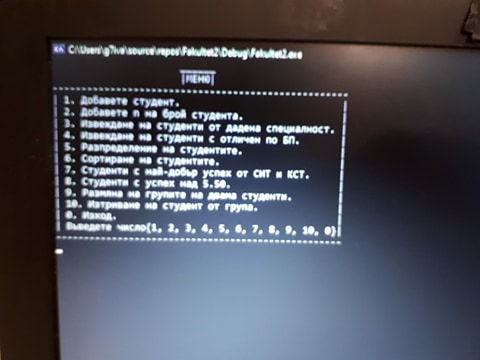 C:\Users\g7iva\source\repos\Fakultet2\Debug\Fakultet2.exe
|МЕНЮ|
1. Добавете студент.
2. Добавете n на брой студента.
3. Извеждане на студенти от дадена специалност.
4. Извеждане на студенти с отличен по БП.
5. Разпределение на студентите.
6. Сортиране на студентите.
7. Студенти с най-добър успех от СИТ и КСТ.
8. Студенти с успех над 5.50.
9. Размяна на групите на двама студенти.
10. Изтриване на студент от група.
0. Изход.
Въведете число{1, 2, 3, 4, 5, 6, 7, 8, 9, 10, 0}